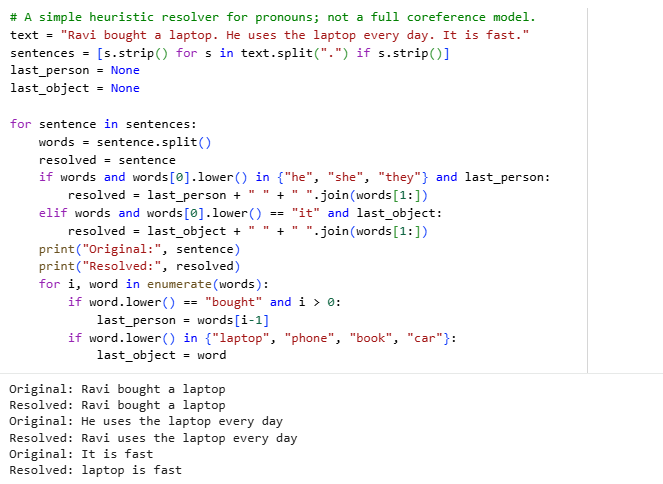 # A simple heuristic resolver for pronouns; not a full coreference model.
text = "Ravi bought a laptop. He uses the laptop every day. It is fast."
sentences = [s.strip() for s in text.split(".") if s.strip()]
last_person = None
last_object = None

for sentence in sentences:
    words = sentence.split()
    resolved = sentence
    if words and words[0].lower() in {"he", "she", "they"} and last_person:
        resolved = last_person + " " + " ".join(words[1:])
    elif words and words[0].lower() == "it" and last_object:
        resolved = last_object + " " + " ".join(words[1:])
    print("Original:", sentence)
    print("Resolved:", resolved)
    for i, word in enumerate(words):
        if word.lower() == "bought" and i > 0:
            last_person = words[i-1]
        if word.lower() in {"laptop", "phone", "book", "car"}:
            last_object = word

Original: Ravi bought a laptop
Resolved: Ravi bought a laptop
Original: He uses the laptop every day
Resolved: Ravi uses the laptop every day
Original: It is fast
Resolved: laptop is fast